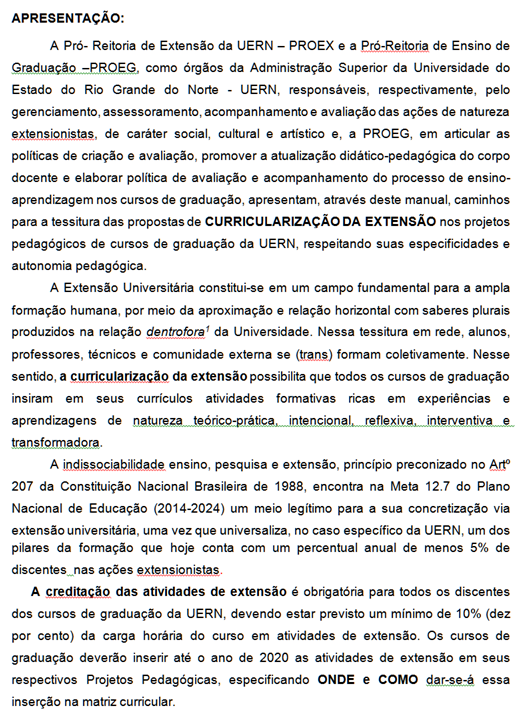 APRESENTAÇÃO:
A Pró- Reitoria de Extensão da UERN – PROEX e a Pró-Reitoria de Ensino de
Graduação –PROEG, como órgãos da Administração Superior da Universidade do
Estado do Rio Grande do Norte - UERN, responsáveis, respectivamente, pelo
gerenciamento, assessoramento, acompanhamento e avaliação das ações de natureza
extensionistas, de caráter social, cultural e artístico e, a PROEG, em articular as
políticas de criação e avaliação, promover a atualização didático-pedagógica do corpo
docente e elaborar política de avaliação e acompanhamento do processo de ensino-
aprendizagem nos cursos de graduação, apresentam, através deste manual, caminhos
para a tessitura das propostas de CURRICULARIZAÇÃO DA EXTENSÃO nos projetos
pedagógicos de cursos de graduação da UERN, respeitando suas especificidades e
autonomia pedagógica.
A Extensão Universitária constitui-se em um campo fundamental para a ampla
formação humana, por meio da aproximação e relação horizontal com saberes plurais
produzidos na relação dentrofora¹ da Universidade. Nessa tessitura em rede, alunos,
professores, técnicos e comunidade externa se (trans) formam coletivamente. Nesse
sentido, a curricularização da extensão possibilita que todos os cursos de graduação
insiram em seus currículos atividades formativas ricas em experiências e
aprendizagens de natureza teórico-prática, intencional, reflexiva, interventiva e
transformadora.
A indissociabilidade ensino, pesquisa e extensão, princípio preconizado no Artº
207 da Constituição Nacional Brasileira de 1988, encontra na Meta 12.7 do Plano
Nacional de Educação (2014-2024) um meio legítimo para a sua concretização via
extensão universitária, uma vez que universaliza, no caso específico da UERN, um dos
pilares da formação que hoje conta com um percentual anual de menos 5% de
discentes nas ações extensionistas.
A creditação das atividades de extensão é obrigatória para todos os discentes
dos cursos de graduação da UERN, devendo estar previsto um mínimo de 10% (dez
por cento) da carga horária do curso em atividades de extensão. Os cursos de
graduação deverão inserir até o ano de 2020 as atividades de extensão em seus
respectivos Projetos Pedagógicos, especificando ONDE e COMO dar-se-á essa
inserção na matriz curricular.